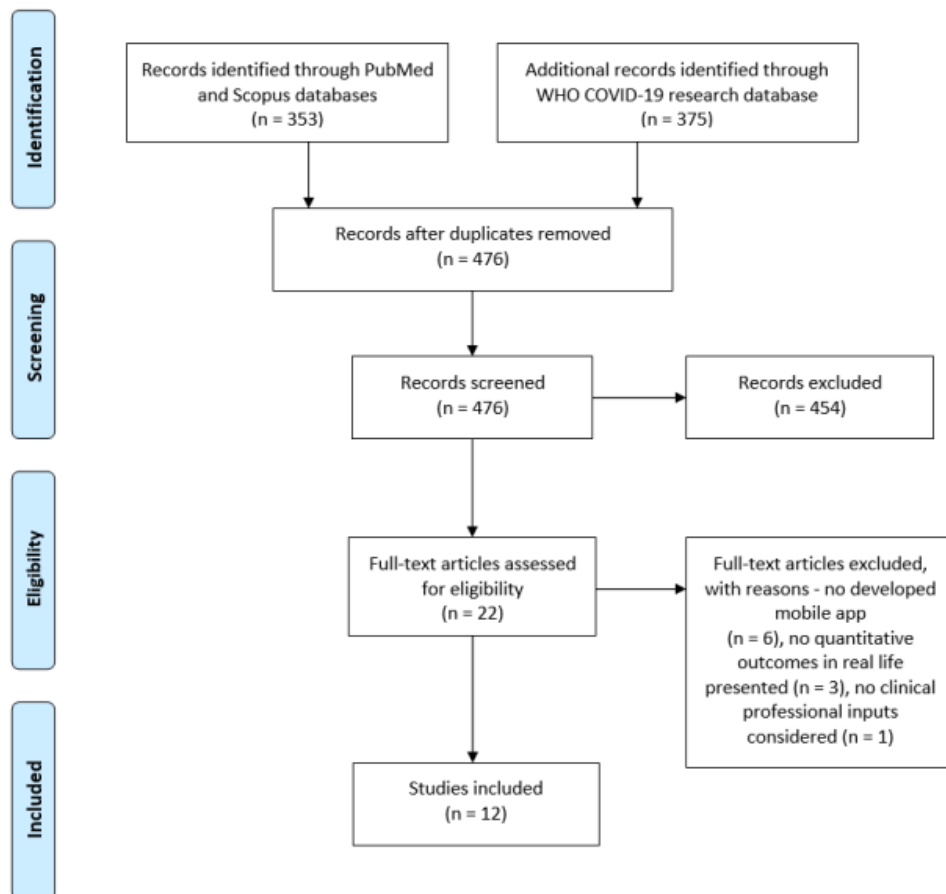 Identification
Records identified through PubMed
and Scopus databases
(n = 353)
Additional records identified through
WHO COVID-19 research database
(n = 375)
Records after duplicates removed
(n = 476)
Screening
Records screened
(n = 476)
Records excluded
(n = 454)
Eligibility
Full-text articles assessed
for eligibility
(n = 22)
Full-text articles excluded,
with reasons - no developed
mobile app
(n = 6), no quantitative
outcomes in real life
presented (n = 3), no clinical
professional inputs
considered (n = 1)
Included
Studies included
(n = 12)